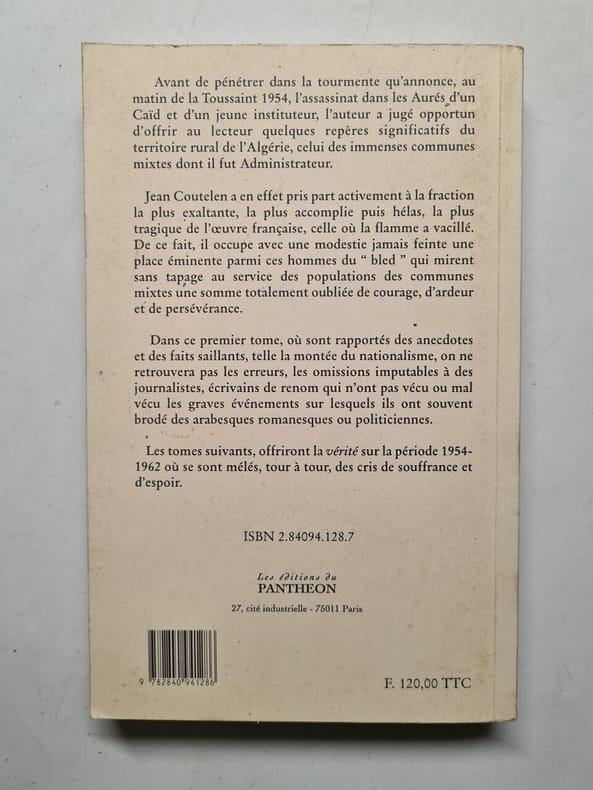 Avant de pénétrer dans la tourmente qu'annonce, au
matin de la Toussaint 1954, l'assassinat dans les Aurés d'un
Caïd et d'un jeune instituteur, l'auteur a jugé opportun
d'offrir au lecteur quelques repères significatifs du
territoire rural de l'Algérie, celui des immenses communes
mixtes dont il fut Administrateur.
Jean Coutelen a en effet pris part activement à la fraction
la plus exaltante, la plus accomplie puis hélas, la plus
tragique de l'œuvre française, celle où la flamme a vacillé.
De ce fait, il occupe avec une modestie jamais feinte une
place éminente parmi ces hommes du " bled " qui mirent
sans tapage au service des populations des communes
mixtes une somme totalement oubliée de courage, d'ardeur
et de persévérance.
Dans ce premier tome, où sont rapportés des anecdotes
et des faits saillants, telle la montée du nationalisme, on ne
retrouvera pas les erreurs, les omissions imputables à des
journalistes, écrivains de renom qui n'ont pas vécu ou mal
vécu les graves événements sur lesquels ils ont souvent
brodé des arabesques romanesques ou politiciennes.
Les tomes suivants, offriront la vérité sur la période 1954-
1962 où se sont mélés, tour à tour, des cris de souffrance et
d'espoir.
ISBN 2.84094.128.7
Les éditions du
PANTHEON
27, cité industrielle - 75011 Paris
9 782840 941286
F. 120,00 TTC